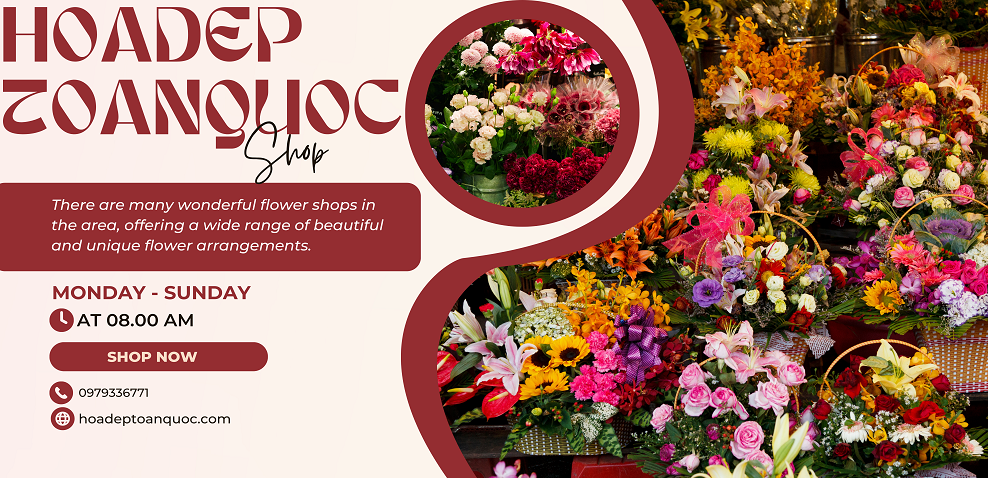 HOADEP
TOANQUOC
Shop
There are many wonderful flower shops in
the area, offering a wide range of beautiful
and unique flower arrangements.
MONDAY - SUNDAY
AT 08.00 AM
SHOP NOW
0979336771
hoadeptoanquoc.com